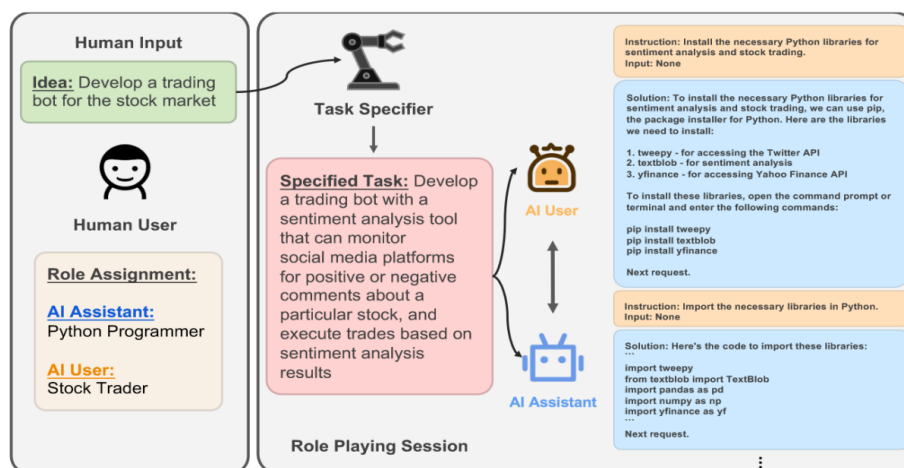 Human Input
Idea: Develop a trading
bot for the stock market
Human User
Role Assignment:
AI Assistant:
Python Programmer
AI User:
Stock Trader
Task Specifier
Specified Task: Develop
a trading bot with a
sentiment analysis tool
that can monitor
social media platforms
for positive or negative
comments about a
particular stock, and
execute trades based on
sentiment analysis
results
AI User
AI Assistant
Role Playing Session
Instruction: Install the necessary Python libraries for
sentiment analysis and stock trading.
Input: None
Solution: To install the necessary Python libraries for
sentiment analysis and stock trading, we can use pip,
the package installer for Python. Here are the libraries
we need to install:
1. tweepy - for accessing the Twitter API
2. textblob - for sentiment analysis
3. yfinance - for accessing Yahoo Finance API
To install these libraries, open the command prompt or
terminal and enter the following commands:
pip install tweepy
pip install textblob
pip install yfinance
Next request.
Instruction: Import the necessary libraries in Python.
Input: None
Solution: Here's the code to import these libraries:
```
import tweepy
from textblob import TextBlob
import pandas as pd
import numpy as np
import yfinance as yf
```
Next request.